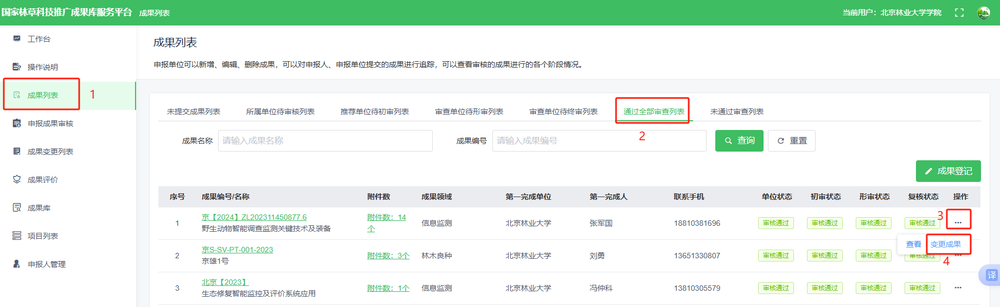 国家林草科技推广成果库服务平台 成果列表 当前用户：北京林业大学学院
工作台
操作说明
成果列表 1
申报成果审核
成果变更列表
成果评价
成果库
项目列表
申报人管理
成果列表
申报单位可以新增、编辑、删除成果，可以对申报人、申报单位提交的成果进行追踪，可以查看审核的成果进行的各个阶段情况。
未提交成果列表 所属单位待审核列表 推荐单位待初审列表 审查单位待形审列表 审查单位待终审列表 通过全部审查列表 未通过审查列表
2
成果名称 请输入成果名称 成果编号 请输入成果编号 查询 重置
成果登记
序号 成果编号/名称 附件数 成果领域 第一完成单位 第一完成人 联系手机 单位状态 初审状态 形审状态 复核状态 操作
1 京【2024】ZL202311450877.6 附件数：14个 信息监测 北京林业大学 张军国 18810381696 审核通过 审核通过 审核通过 审核通过 3 ···
野生动物智能调查监测关键技术及装备
查看 变更成果
4
2 京S-SV-PT-001-2023 附件数：3个 林木良种 北京林业大学 刘勇 13651330807 审核通过 审核通过 审核通过 审核通过 ···
京雄1号
3 北京【2023】 附件数：1个 信息监测 北京林业大学 冯仲科 13810305579 审核通过 审核通过 审核通过 审核通过 ···
生态修复智能监控及评价系统应用
译